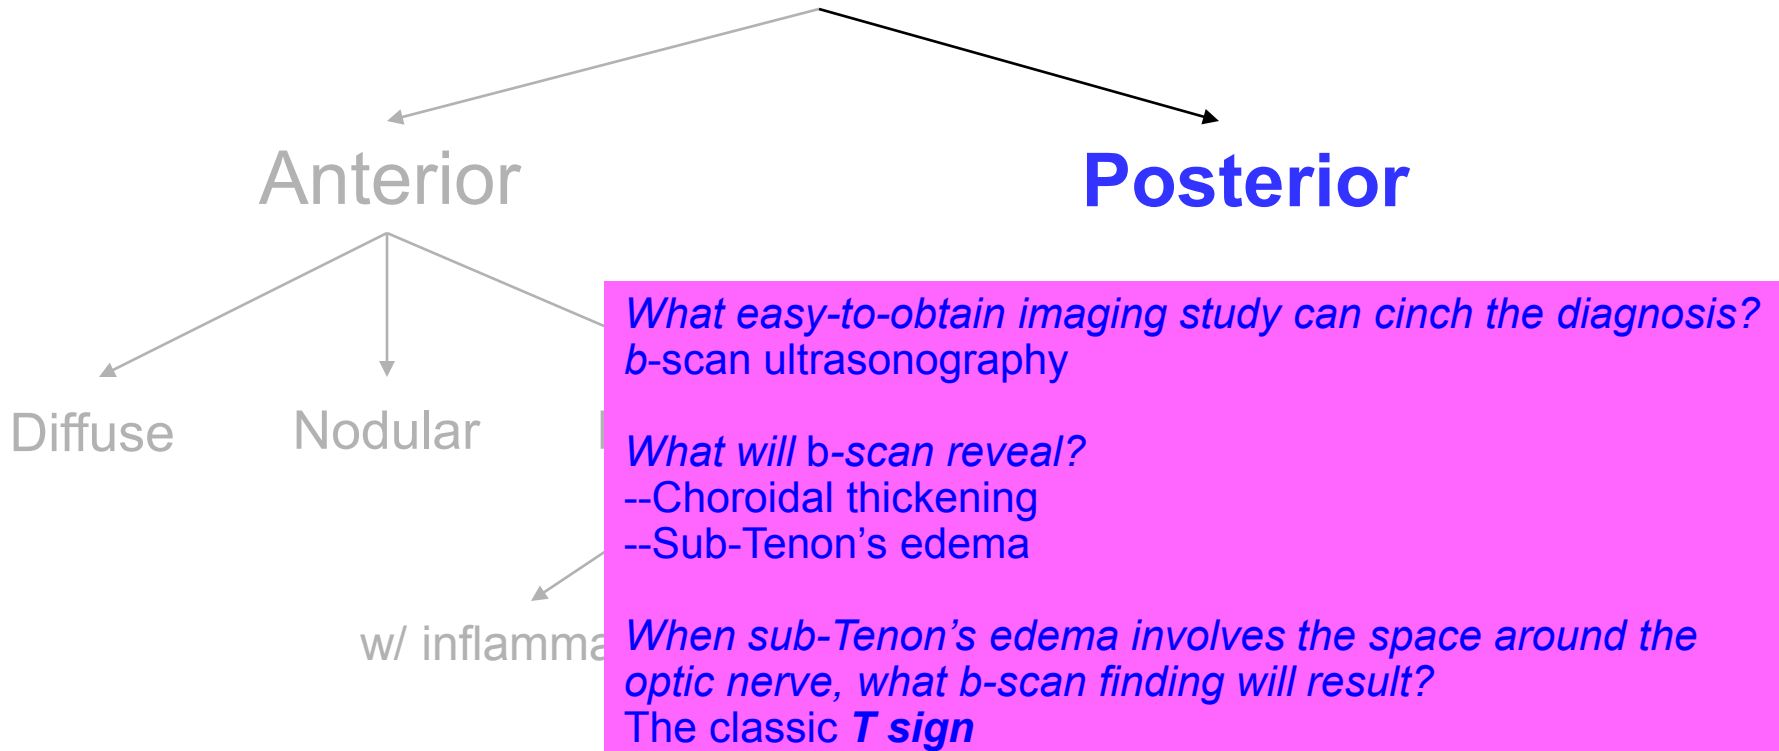 Anterior
Posterior
Diffuse
Nodular
w/ inflamma
What easy-to-obtain imaging study can cinch the diagnosis?
b-scan ultrasonography
What will b-scan reveal?
--Choroidal thickening
--Sub-Tenon’s edema
When sub-Tenon’s edema involves the space around the
optic nerve, what b-scan finding will result?
The classic T sign